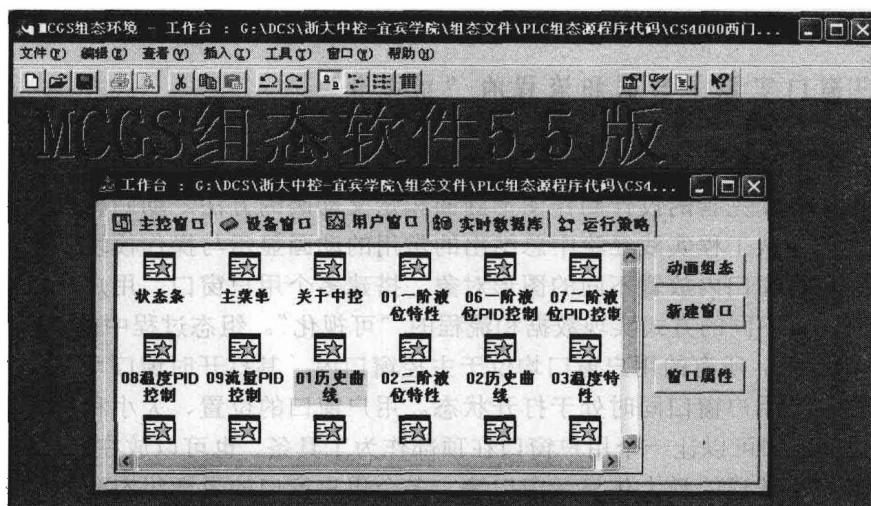 MCGS组态环境 - 工作台 : G:\DCS\浙大中控-宜宾学院\组态文件\PLC组态源程序代码\CS4000西门...
文件(F) 编辑(E) 查看(V) 插入(I) 工具(T) 窗口(W) 帮助(H)
MCGS组态软件5.5 版
工作台 : G:\DCS\浙大中控-宜宾学院\组态文件\PLC组态源程序代码\CS4...
主控窗口 设备窗口 用户窗口 实时数据库 运行策略
状态条 主菜单 关于中控 01一阶液位特性 06一阶液位PID控制 07二阶液位PID控制
08温度PID控制 09流量PID控制 01历史曲线 02二阶液位特性 02历史曲线 03温度特性
动画组态
新建窗口
窗口属性